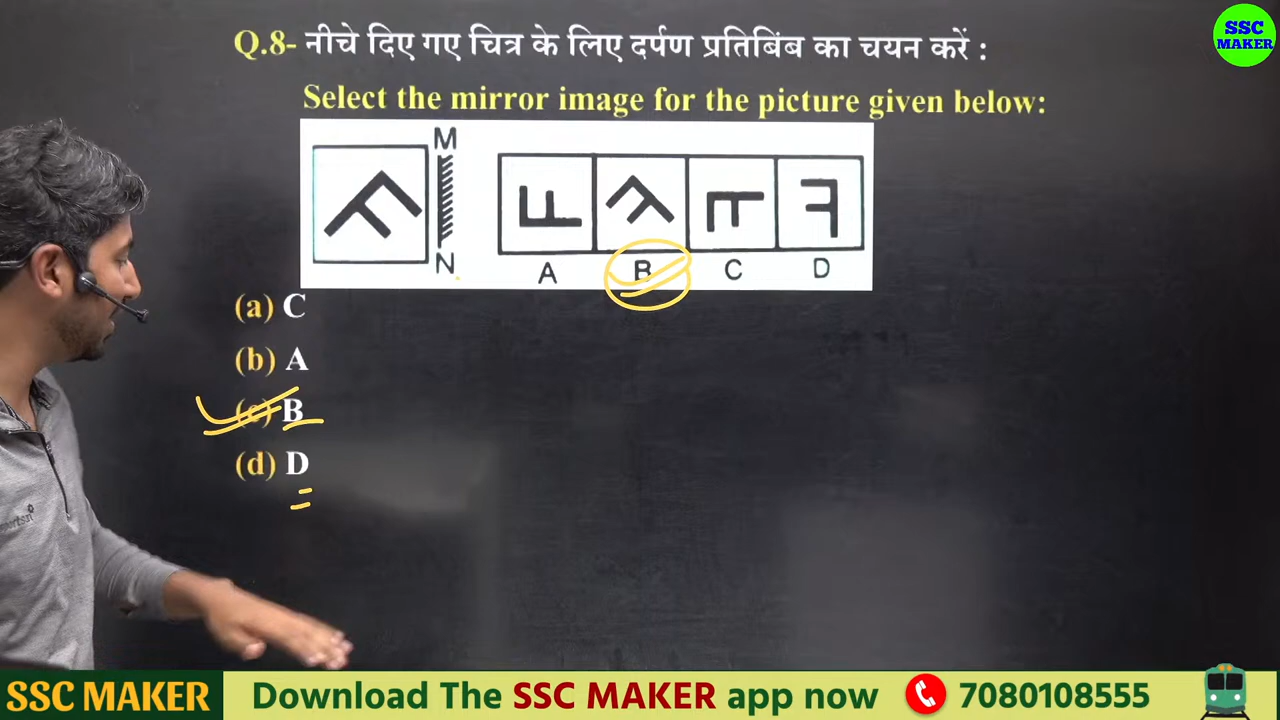 SSC
MAKER
Q.8- नीचे दिए गए चित्र के लिए दर्पण प्रतिबिंब का चयन करें :
Select the mirror image for the picture given below:
M
N
A B C D
(a) C
(b) A
(c) B
(d) D
SSC MAKER Download The SSC MAKER app now 7080108555